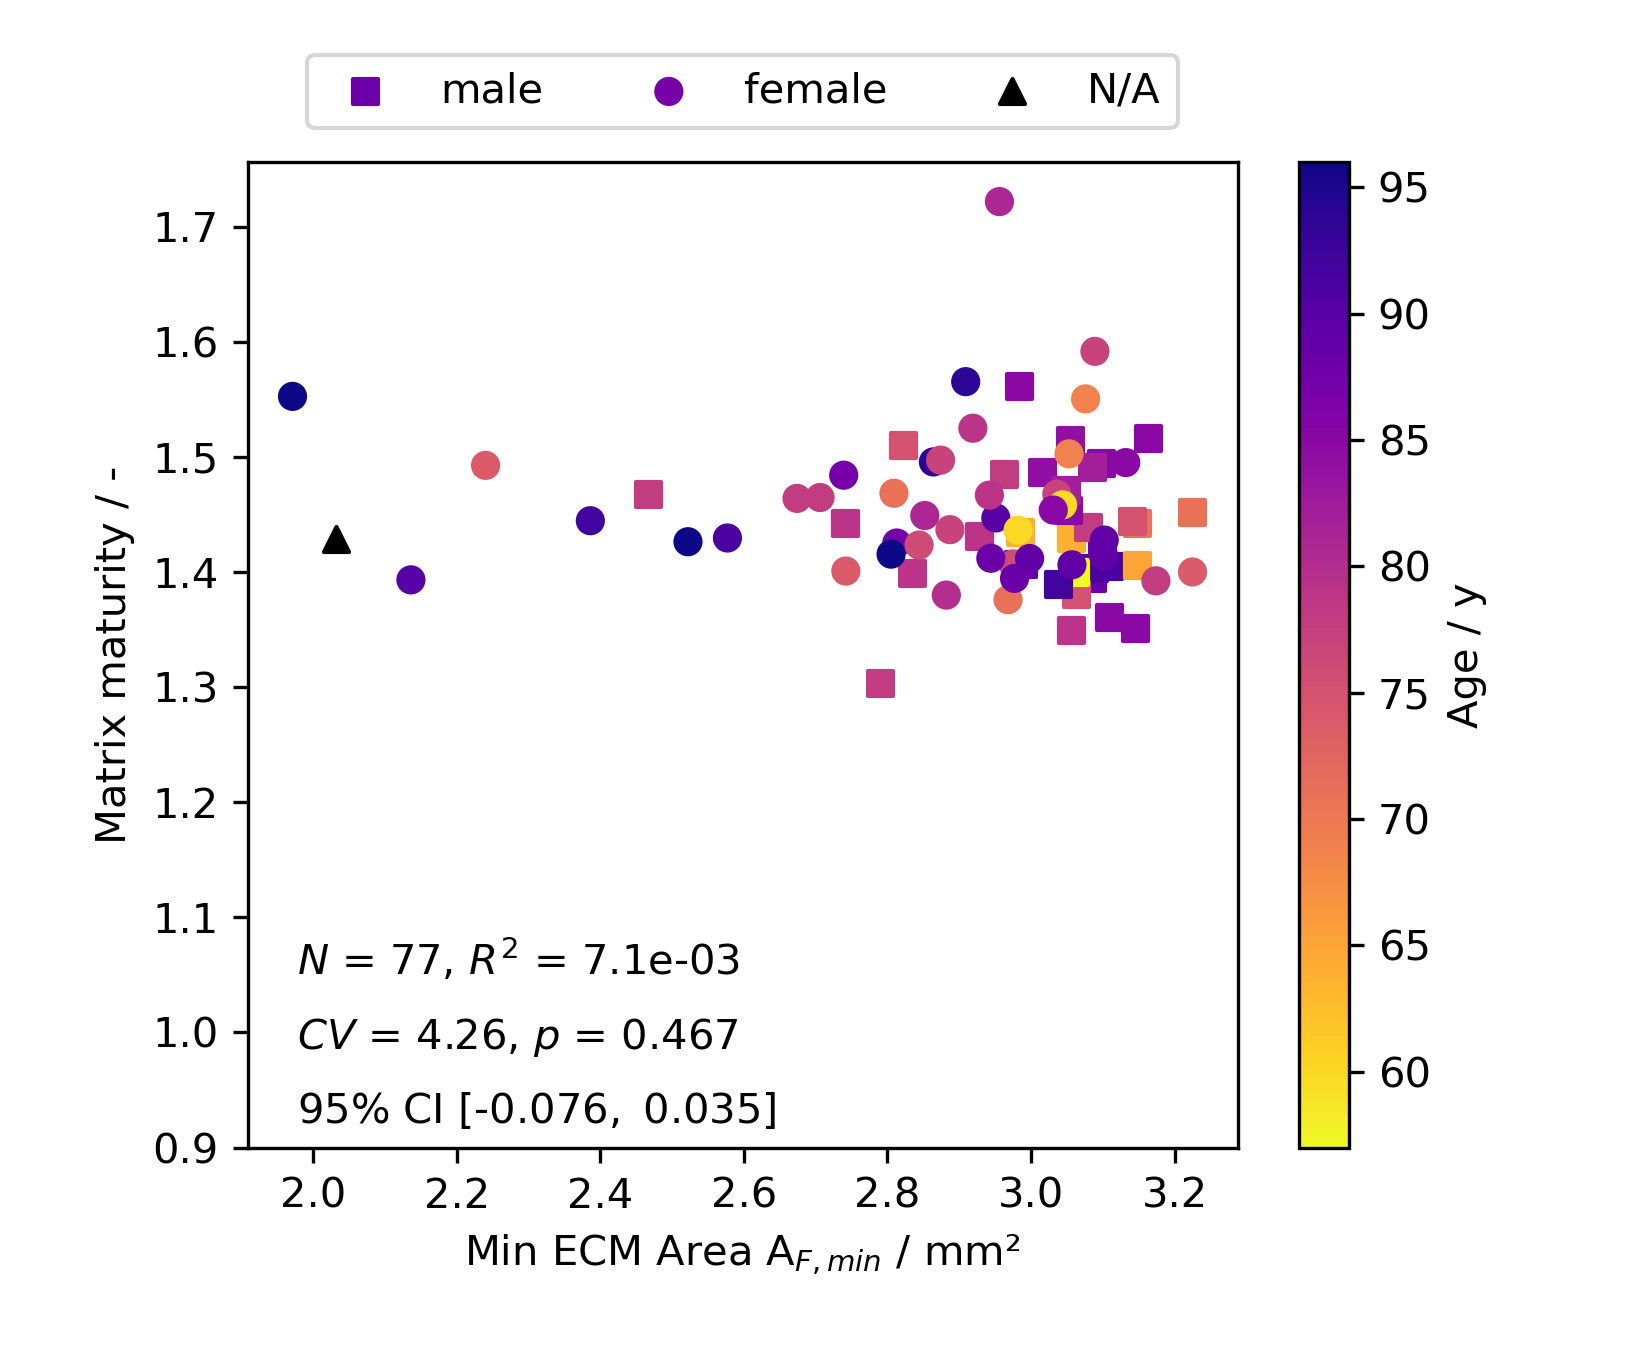 male female N/A
1.7
1.6
1.5
1.4
1.3
1.2
1.1
1.0
0.9
Matrix maturity / -
N = 77, R² = 7.1e-03
CV = 4.26, p = 0.467
95% CI [-0.076, 0.035]
2.0 2.2 2.4 2.6 2.8 3.0 3.2
Min ECM Area A_F,min / mm²
95
90
85
80
75
70
65
60
Age / y